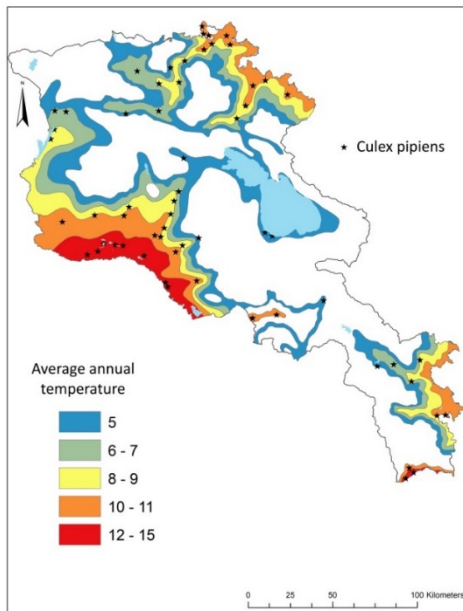 N
★ Culex pipiens
Average annual
temperature
5
6 - 7
8 - 9
10 - 11
12 - 15
0 25 50 100 Kilometers